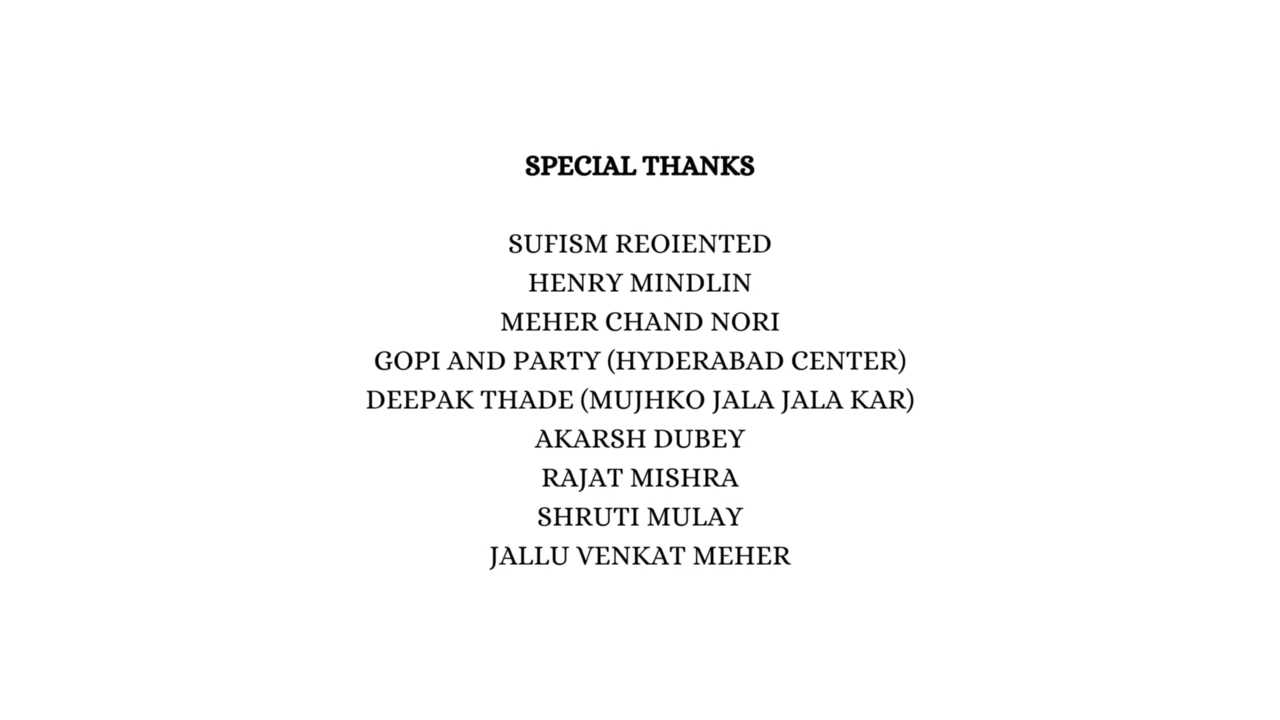 SPECIAL THANKS
SUFISM REOIENTED
HENRY MINDLIN
MEHER CHAND NORI
GOPI AND PARTY (HYDERABAD CENTER)
DEEPAK THADE (MUJHKO JALA JALA KAR)
AKARSH DUBEY
RAJAT MISHRA
SHRUTI MULAY
JALLU VENKAT MEHER